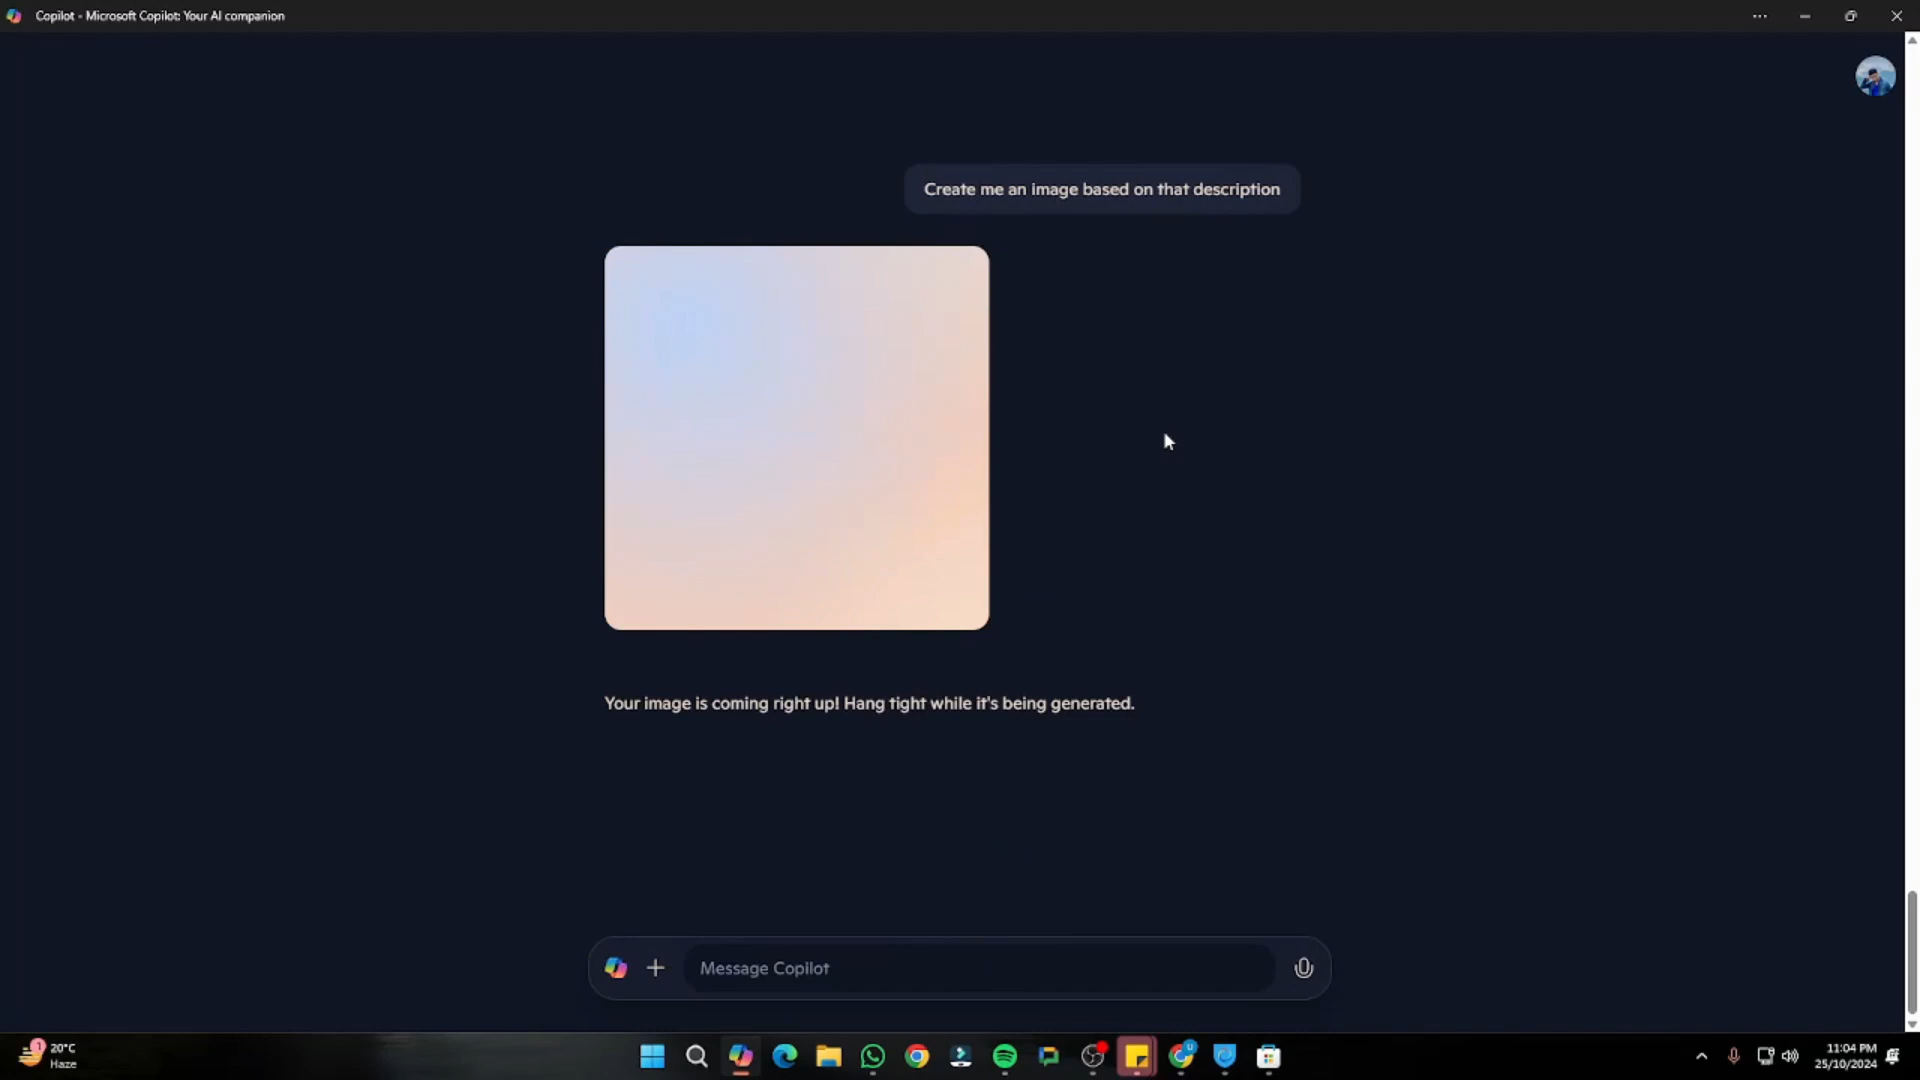 Copilot - Microsoft Copilot: Your AI companion
Create me an image based on that description
Your image is coming right up! Hang tight while it's being generated.
Message Copilot
1
20°C
Haze
U
11:04 PM
25/10/2024